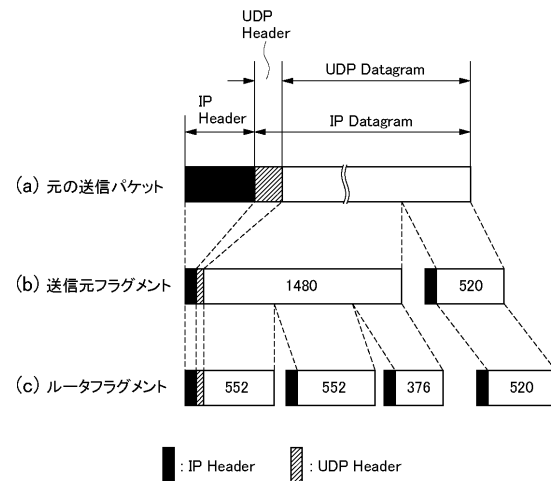 UDP
Header
UDP Datagram
IP
Header
IP Datagram
(a) 元の送信パケット
(b) 送信元フラグメント
1480
520
(c) ルータフラグメント
552
552
376
520
: IP Header
: UDP Header